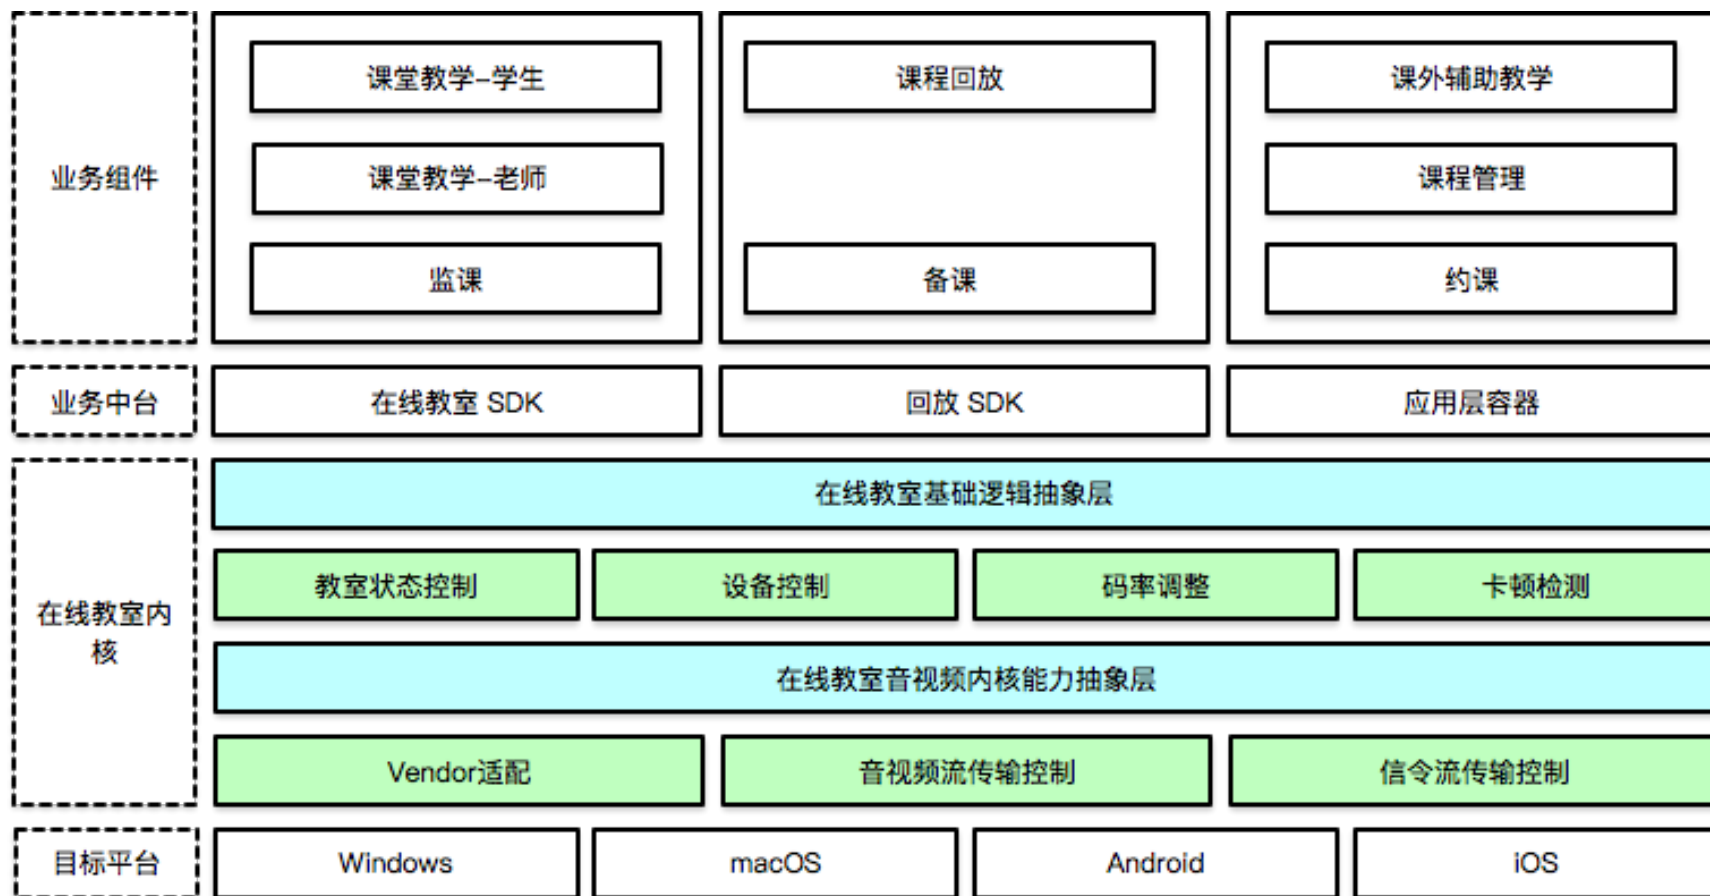 业务组件
课堂教学-学生
课堂教学-老师
监课
课程回放
备课
课外辅助教学
课程管理
约课
业务中台
在线教室 SDK
回放 SDK
应用层容器
在线教室内
核
在线教室基础逻辑抽象层
教室状态控制
设备控制
码率调整
卡顿检测
在线教室音视频内核能力抽象层
Vendor适配
音视频流传输控制
信令流传输控制
目标平台
Windows
macOS
Android
iOS